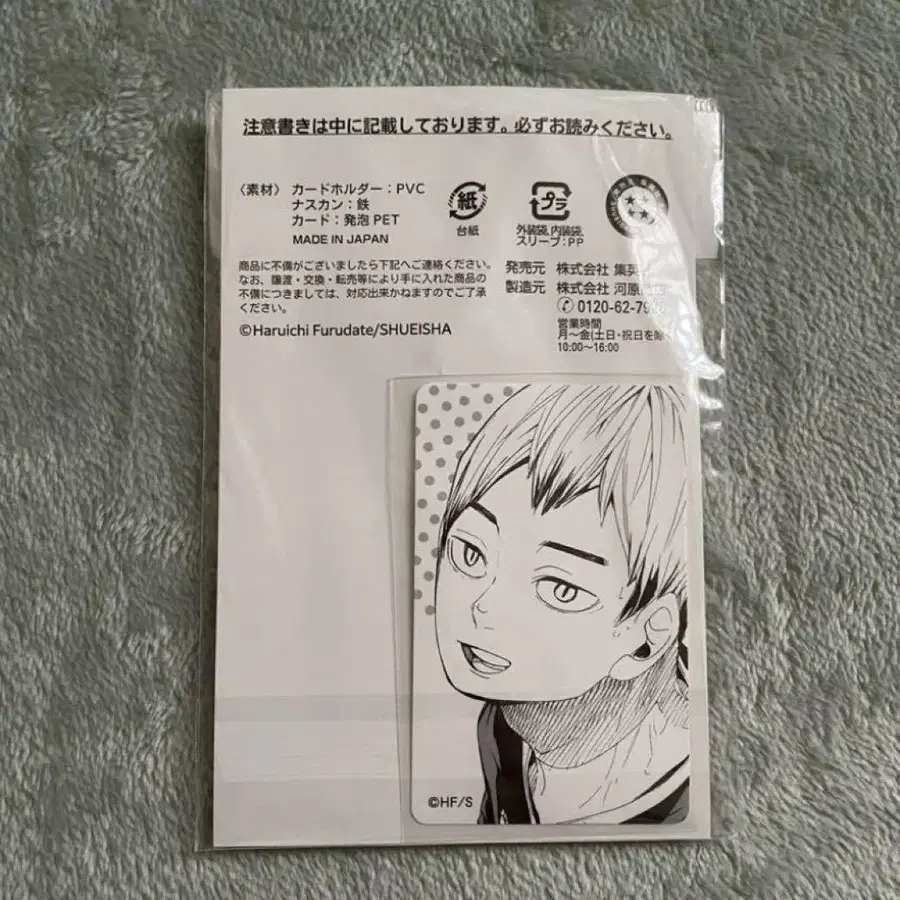 注意書きは中に記載しております。必ずお読みください。
〈素材〉 カードホルダー：PVC
ナスカン：鉄
カード：発泡 PET
MADE IN JAPAN
紙
台紙
プラ
外装袋、内装袋、
スリーブ：PP
商品に不備がございましたら下記へご連絡ください。
なお、譲渡・交換・転売等により手に入れた商品の
不備につきましては、対応出来かねますのでご了承
ください。
©Haruichi Furudate/SHUEISHA
発売元 株式会社 集英
製造元 株式会社 河原
0120-62-79
営業時間
月～金(土日・祝日を除く
10:00～16:00
©HF/S